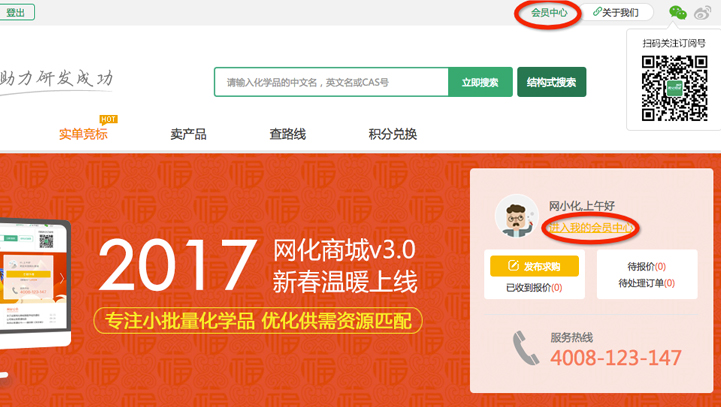 登出
会员中心
关于我们
扫码关注订阅号
助力研发成功
请输入化学品的中文名，英文名或CAS号
立即搜索
结构式搜索
HOT
实单竞标
卖产品
查路线
积分兑换
网小化,上午好
进入我的会员中心
发布求购
已收到报价(0)
待报价(0)
待处理订单(0)
2017
网化商城v3.0
新春温暖上线
专注小批量化学品 优化供需资源匹配
服务热线
4008-123-147